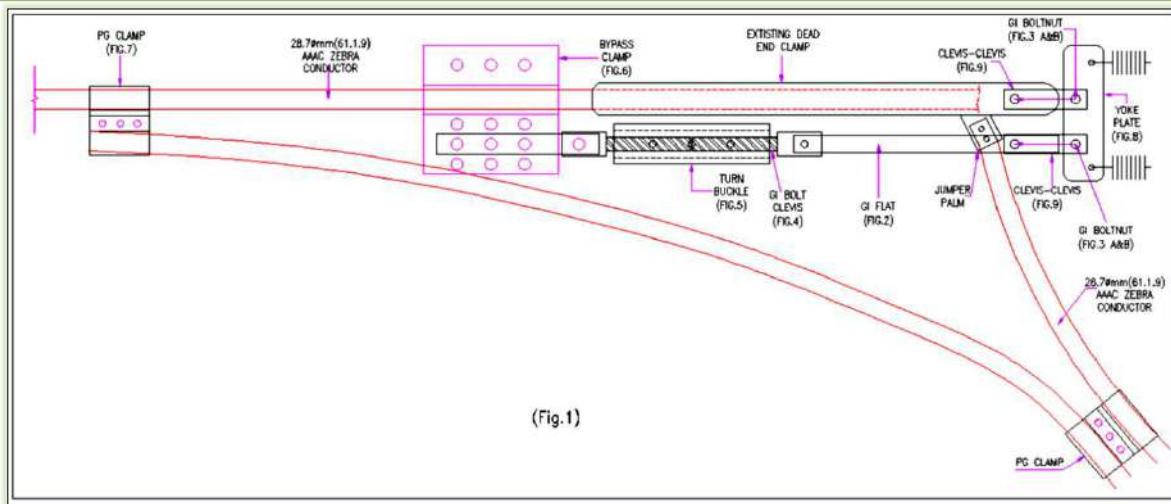 PG CLAMP
(FIG.7)
28.7ømm(61.1.9)
AAAC ZEBRA
CONDUCTOR
BYPASS
CLAMP
(FIG.6)
EXTISTING DEAD
END CLAMP
GI BOLTNUT
(FIG.3 A&B)
CLEVIS-CLEVIS
(FIG.9)
YOKE
PLATE
(FIG.8)
TURN
BUCKLE
(FIG.5)
GI BOLT
CLEVIS
(FIG.4)
GI FLAT
(FIG.2)
JUMPER
PALM
CLEVIS-CLEVIS
(FIG.9)
GI BOLTNUT
(FIG.3 A&B)
28.7ømm(61.1.9)
AAAC ZEBRA
CONDUCTOR
(Fig.1)
PG CLAMP